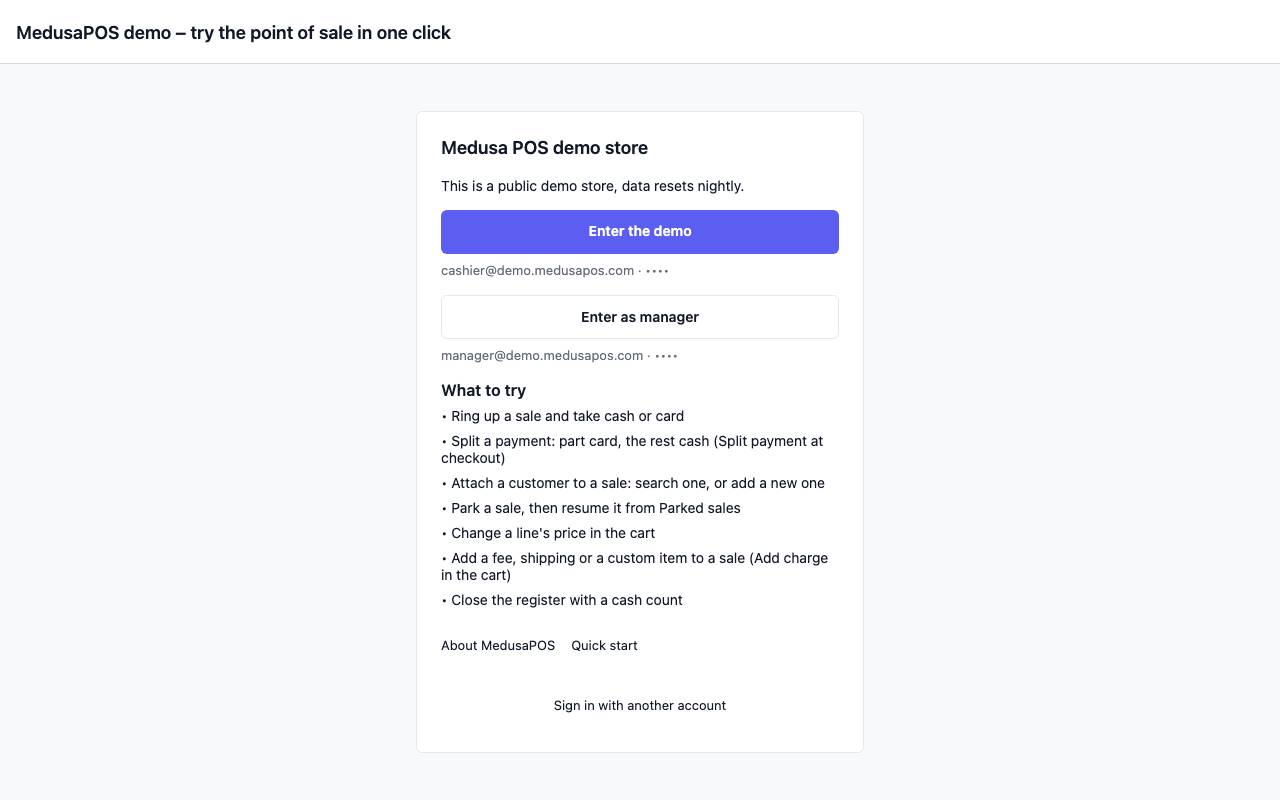 MedusaPOS demo – try the point of sale in one click
Medusa POS demo store
This is a public demo store, data resets nightly.
Enter the demo
cashier@demo.medusapos.com · ••••
Enter as manager
manager@demo.medusapos.com · ••••
What to try
• Ring up a sale and take cash or card
• Split a payment: part card, the rest cash (Split payment at
checkout)
• Attach a customer to a sale: search one, or add a new one
• Park a sale, then resume it from Parked sales
• Change a line's price in the cart
• Add a fee, shipping or a custom item to a sale (Add charge
in the cart)
• Close the register with a cash count
About MedusaPOS Quick start
Sign in with another account